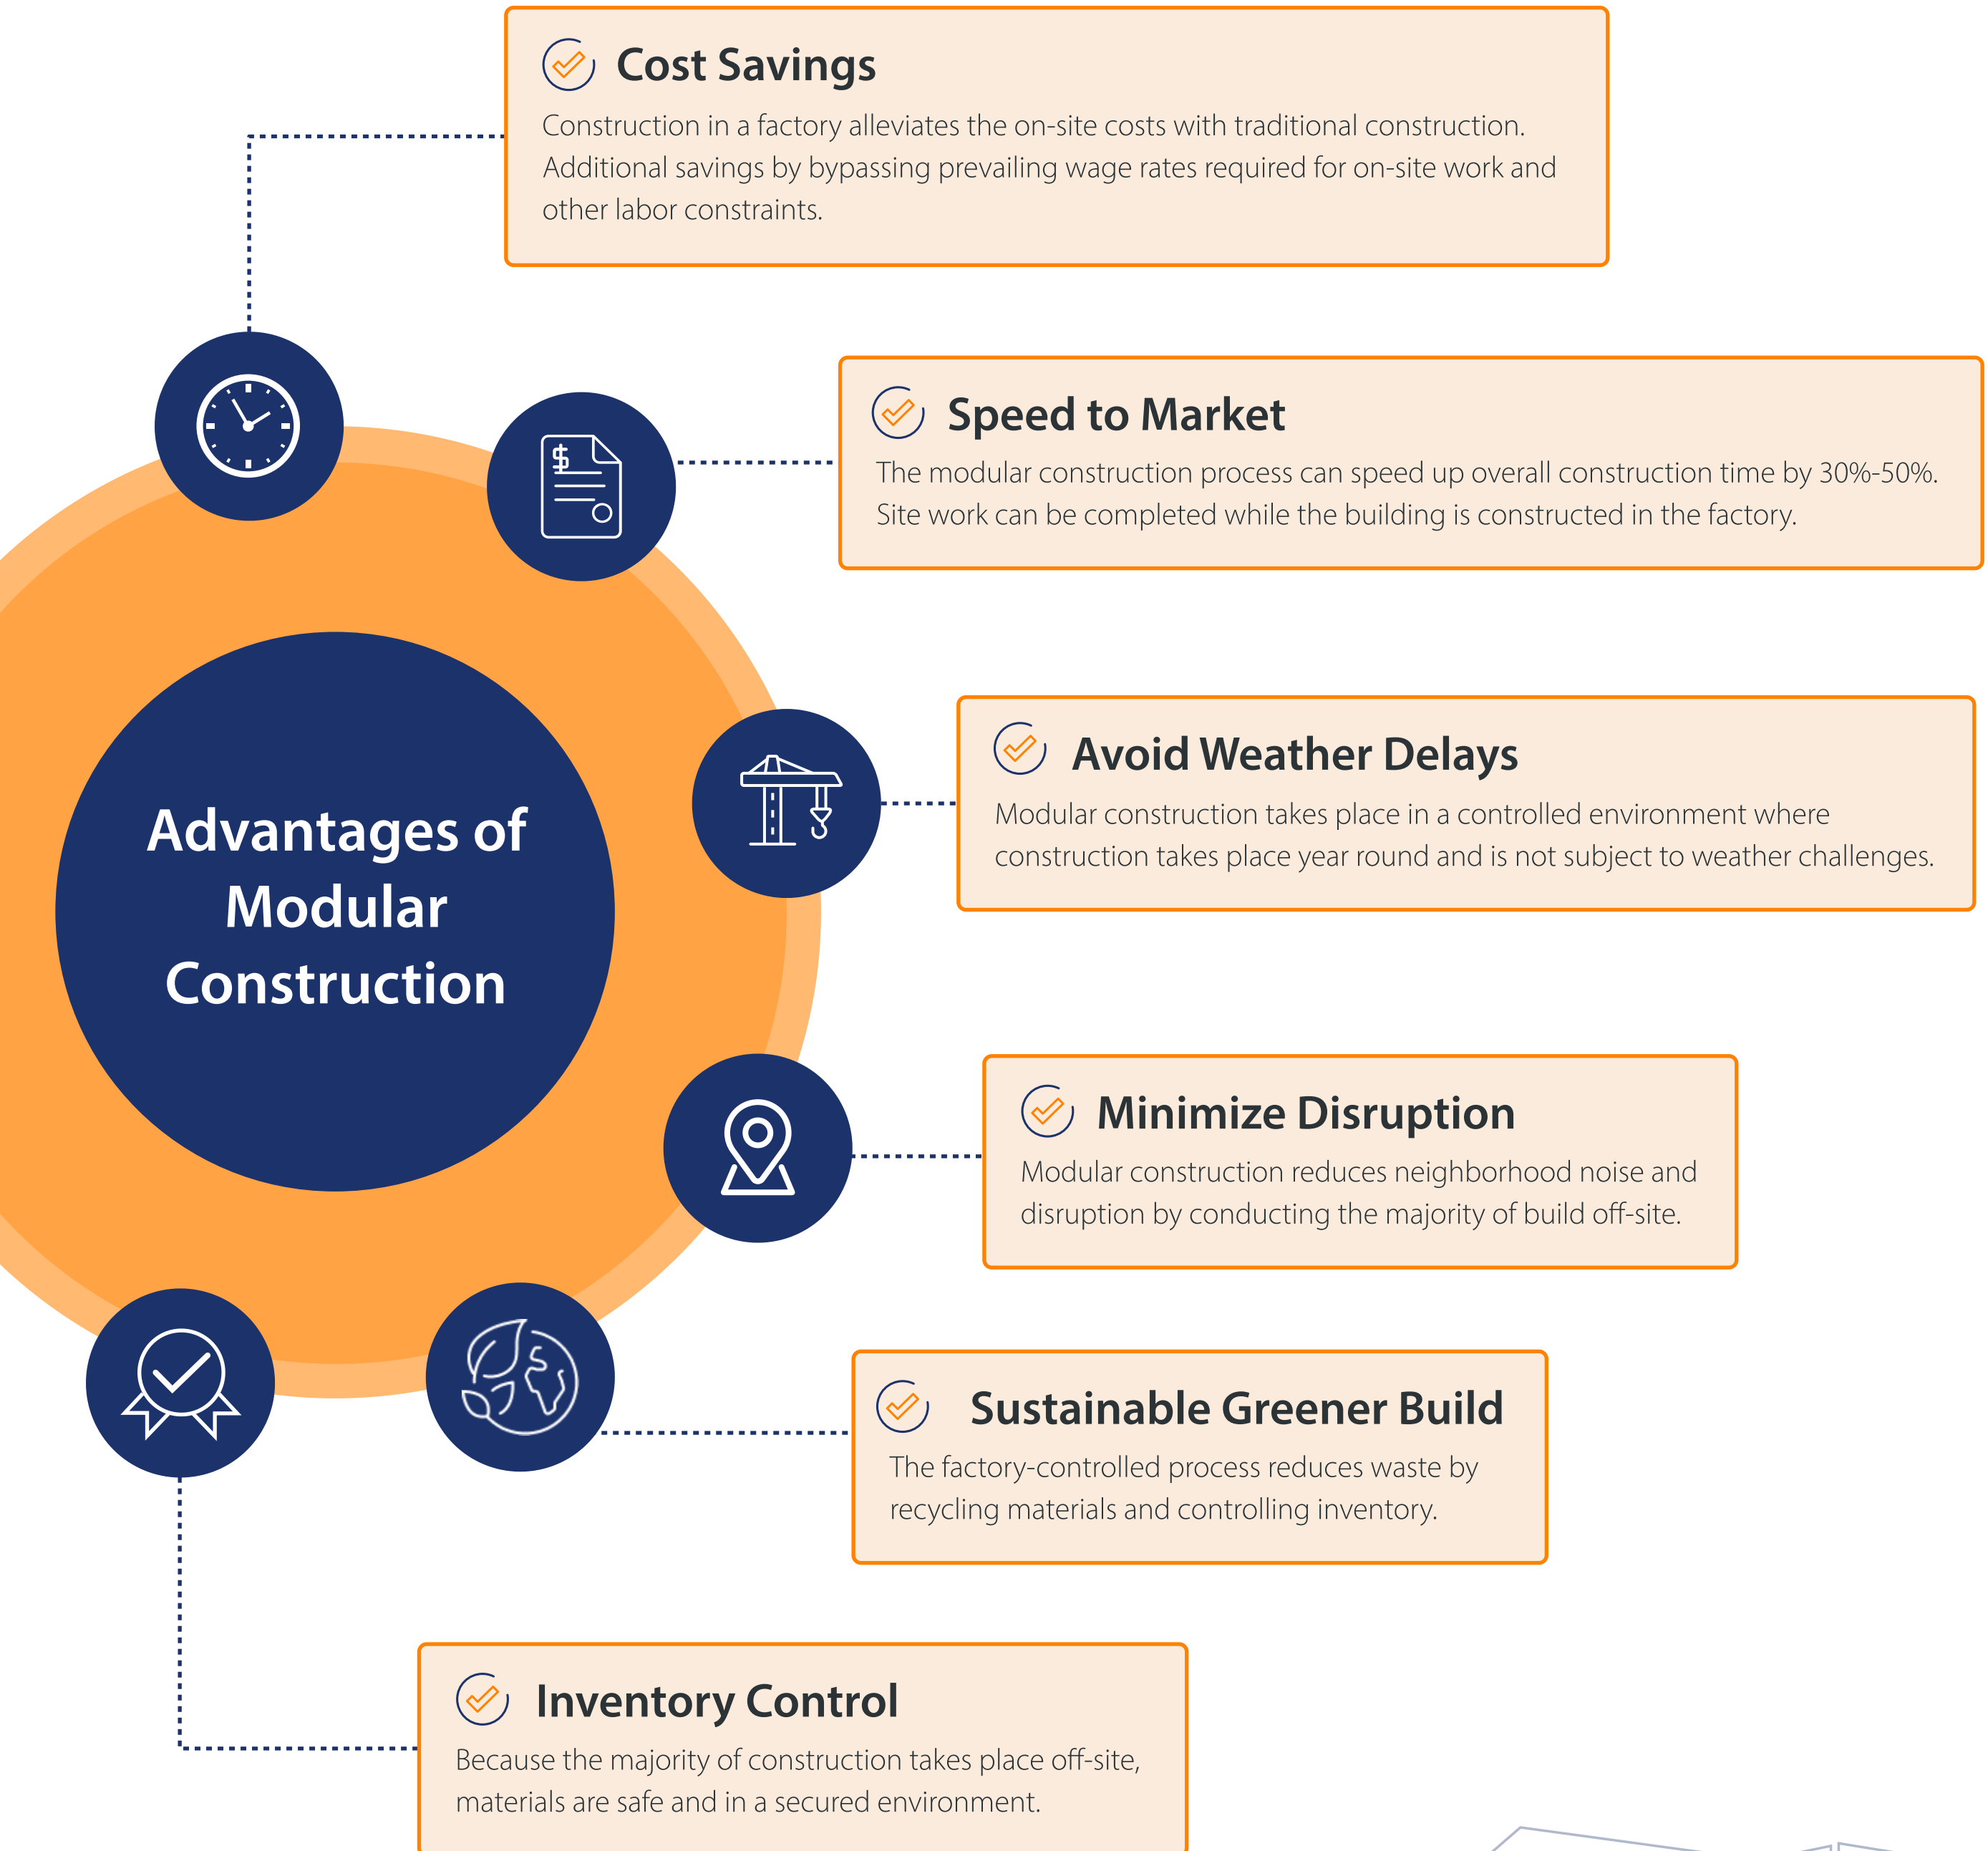 Cost Savings
Construction in a factory alleviates the on-site costs with traditional construction.
Additional savings by bypassing prevailing wage rates required for on-site work and
other labor constraints.
Speed to Market
The modular construction process can speed up overall construction time by 30%-50%.
Site work can be completed while the building is constructed in the factory.
Avoid Weather Delays
Modular construction takes place in a controlled environment where
construction takes place year round and is not subject to weather challenges.
Advantages of
Modular
Construction
Minimize Disruption
Modular construction reduces neighborhood noise and
disruption by conducting the majority of build off-site.
Sustainable Greener Build
The factory-controlled process reduces waste by
recycling materials and controlling inventory.
Inventory Control
Because the majority of construction takes place off-site,
materials are safe and in a secured environment.